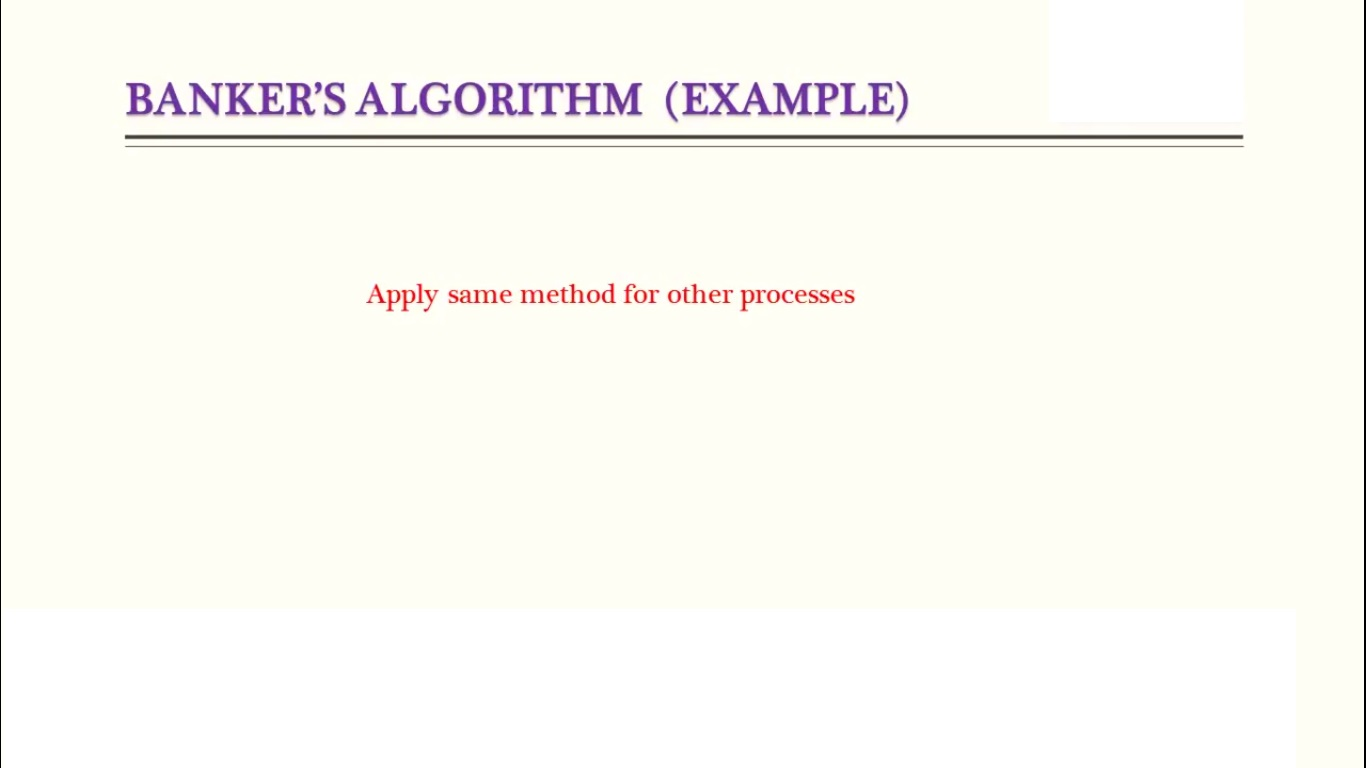 BANKER’S ALGORITHM (EXAMPLE)
Apply same method for other processes